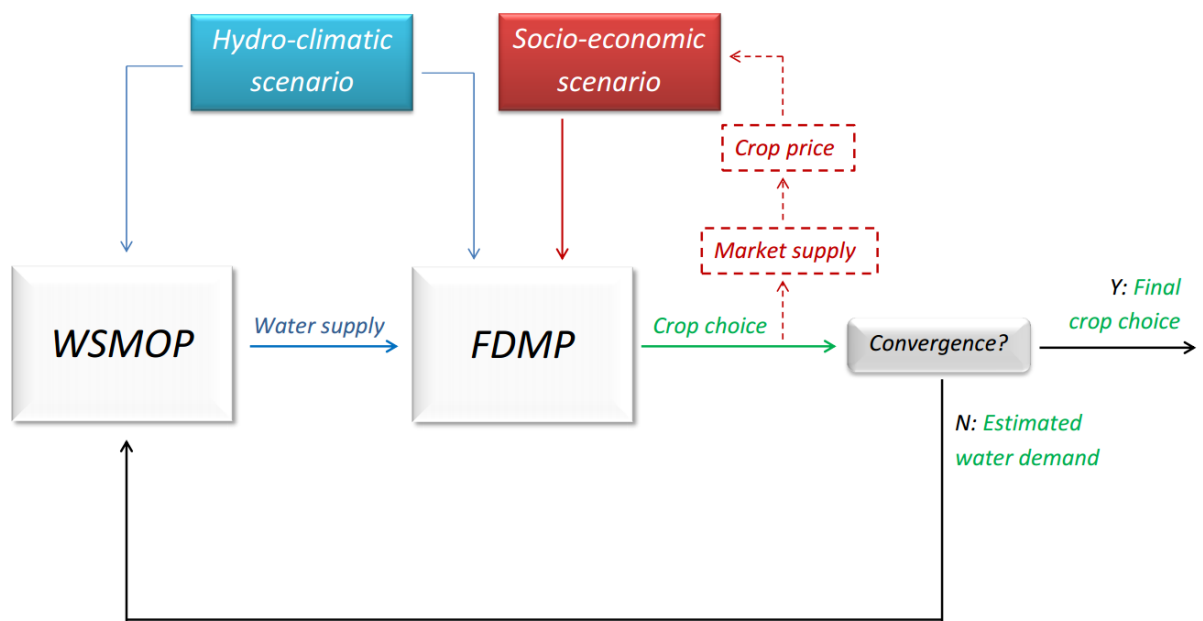 Hydro-climatic
scenario
Socio-economic
scenario
Crop price
Market supply
WSMOP
Water supply
FDMP
Crop choice
Convergence?
Y: Final
crop choice
N: Estimated
water demand